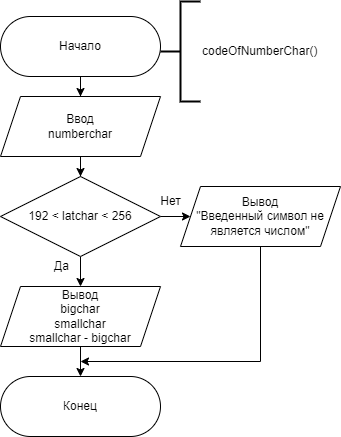 Начало
codeOfNumberChar()
Ввод
numberchar
192 < latchar < 256
Нет
Вывод
"Введенный символ не
является числом"
Да
Вывод
bigchar
smallchar
smallchar - bigchar
Конец